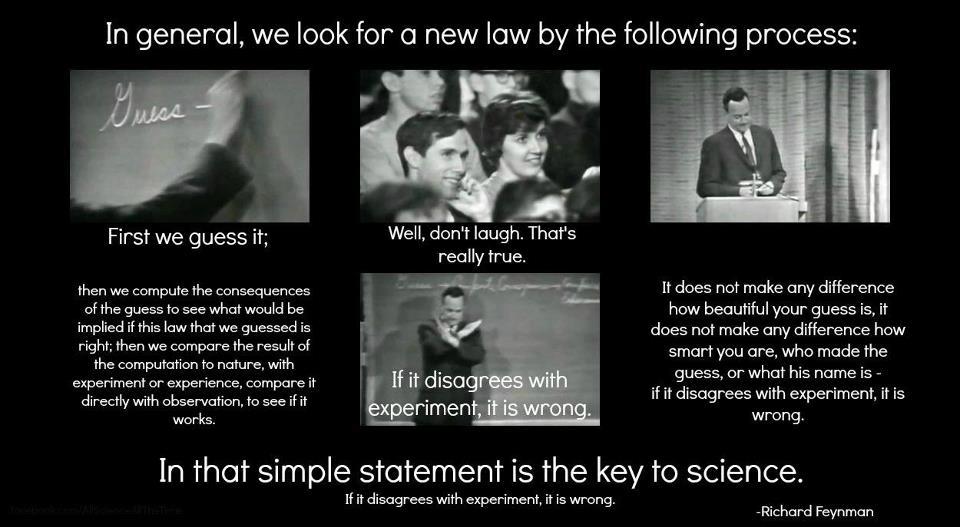 In general, we look for a new law by the following process:
Guess –
First we guess it;
Well, don't laugh. That's
really true.
then we compute the consequences
of the guess to see what would be
implied if this law that we guessed is
right; then we compare the result of
the computation to nature, with
experiment or experience, compare it
directly with observation, to see if it
works.
If it disagrees with
experiment, it is wrong.
It does not make any difference
how beautiful your guess is, it
does not make any difference how
smart you are, who made the
guess, or what his name is -
if it disagrees with experiment, it is
wrong.
In that simple statement is the key to science.
If it disagrees with experiment, it is wrong.
-Richard Feynman